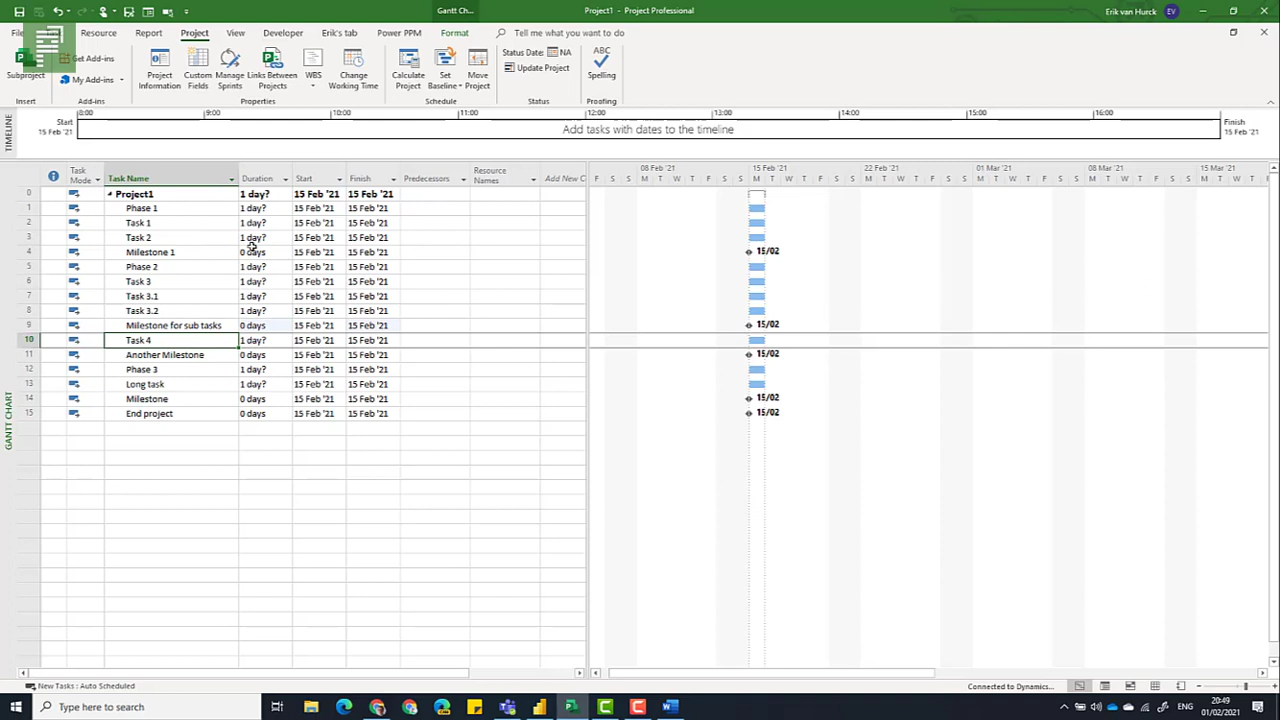 Gantt Ch...
Project1 - Project Professional
Erik van Hurck
EV
Resource
Report
Project
View
Developer
Erik's tab
Power PPM
Format
Tell me what you want to do
Subproject
Get Add-ins
My Add-ins
Project Information
Custom Fields
Manage Sprints
Links Between Projects
WBS
Change Working Time
Calculate Project
Set Baseline
Move Project
Status Date: NA
Update Project
ABC
Spelling
Insert
Add-ins
Properties
Schedule
Status
Proofing
TIMELINE
Start
15 Feb '21
8:00 9:00 10:00 11:00 12:00 13:00 14:00 15:00 16:00
Add tasks with dates to the timeline
Finish
15 Feb '21
Task Mode
Task Name
Duration
Start
Finish
Predecessors
Resource Names
Add New C
08 Feb '21 15 Feb '21 22 Feb '21 01 Mar '21 08 Mar '21 15 Mar '21
F S S M T W T F S S M T W T F S S M T W T F S S M T W T F S S M T W T F S S M T W T
0 Project1 1 day? 15 Feb '21 15 Feb '21
1 Phase 1 1 day? 15 Feb '21 15 Feb '21
2 Task 1 1 day? 15 Feb '21 15 Feb '21
3 Task 2 1 day? 15 Feb '21 15 Feb '21
4 Milestone 1 0 days 15 Feb '21 15 Feb '21 15/02
5 Phase 2 1 day? 15 Feb '21 15 Feb '21
6 Task 3 1 day? 15 Feb '21 15 Feb '21
7 Task 3.1 1 day? 15 Feb '21 15 Feb '21
8 Task 3.2 1 day? 15 Feb '21 15 Feb '21
9 Milestone for sub tasks 0 days 15 Feb '21 15 Feb '21 15/02
10 Task 4 1 day? 15 Feb '21 15 Feb '21
11 Another Milestone 0 days 15 Feb '21 15 Feb '21 15/02
12 Phase 3 1 day? 15 Feb '21 15 Feb '21
13 Long task 1 day? 15 Feb '21 15 Feb '21
14 Milestone 0 days 15 Feb '21 15 Feb '21 15/02
15 End project 0 days 15 Feb '21 15 Feb '21 15/02
GANTT CHART
New Tasks : Auto Scheduled
Connected to Dynamics...
Type here to search
ENG
20:49
01/02/2021